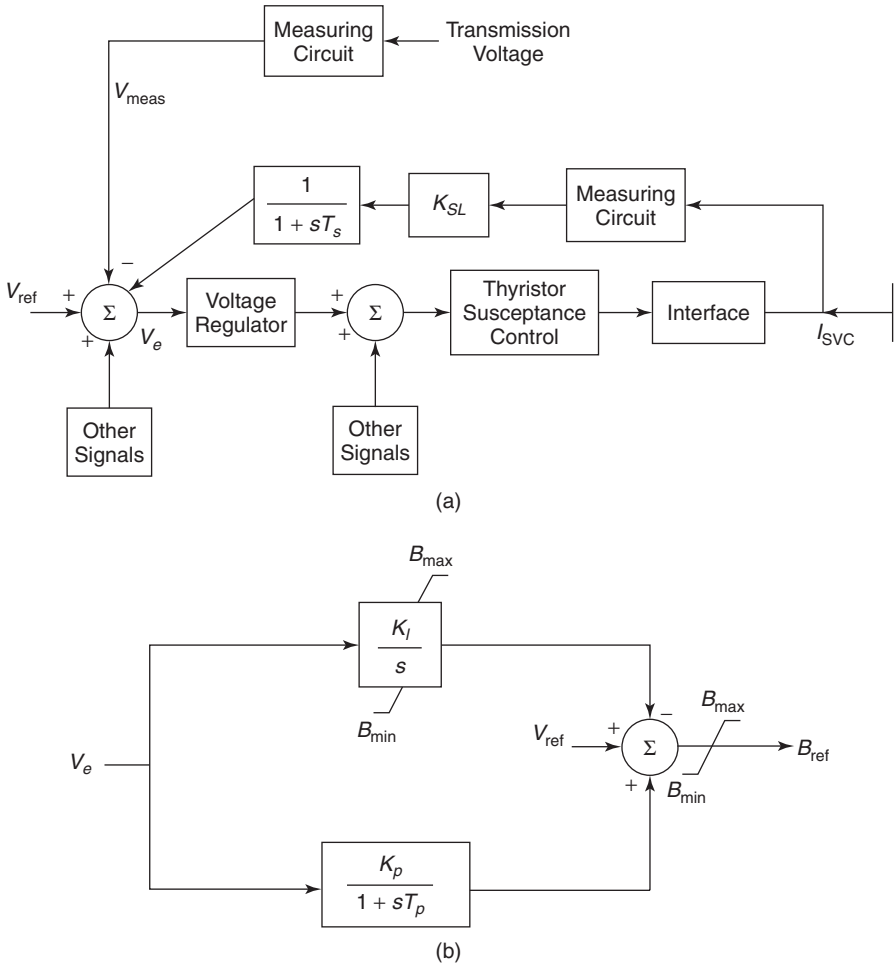 Measuring
Circuit
Transmission
Voltage
V_meas
1
1 + sT_s
K_SL
Measuring
Circuit
−
V_ref
+
Σ
+
V_e
Voltage
Regulator
+
+
Σ
Thyristor
Susceptance
Control
Interface
I_SVC
Other
Signals
Other
Signals
(a)
B_max
K_I
s
B_min
V_e
V_ref
+
−
Σ
+
B_max
B_min
B_ref
K_p
1 + sT_p
(b)